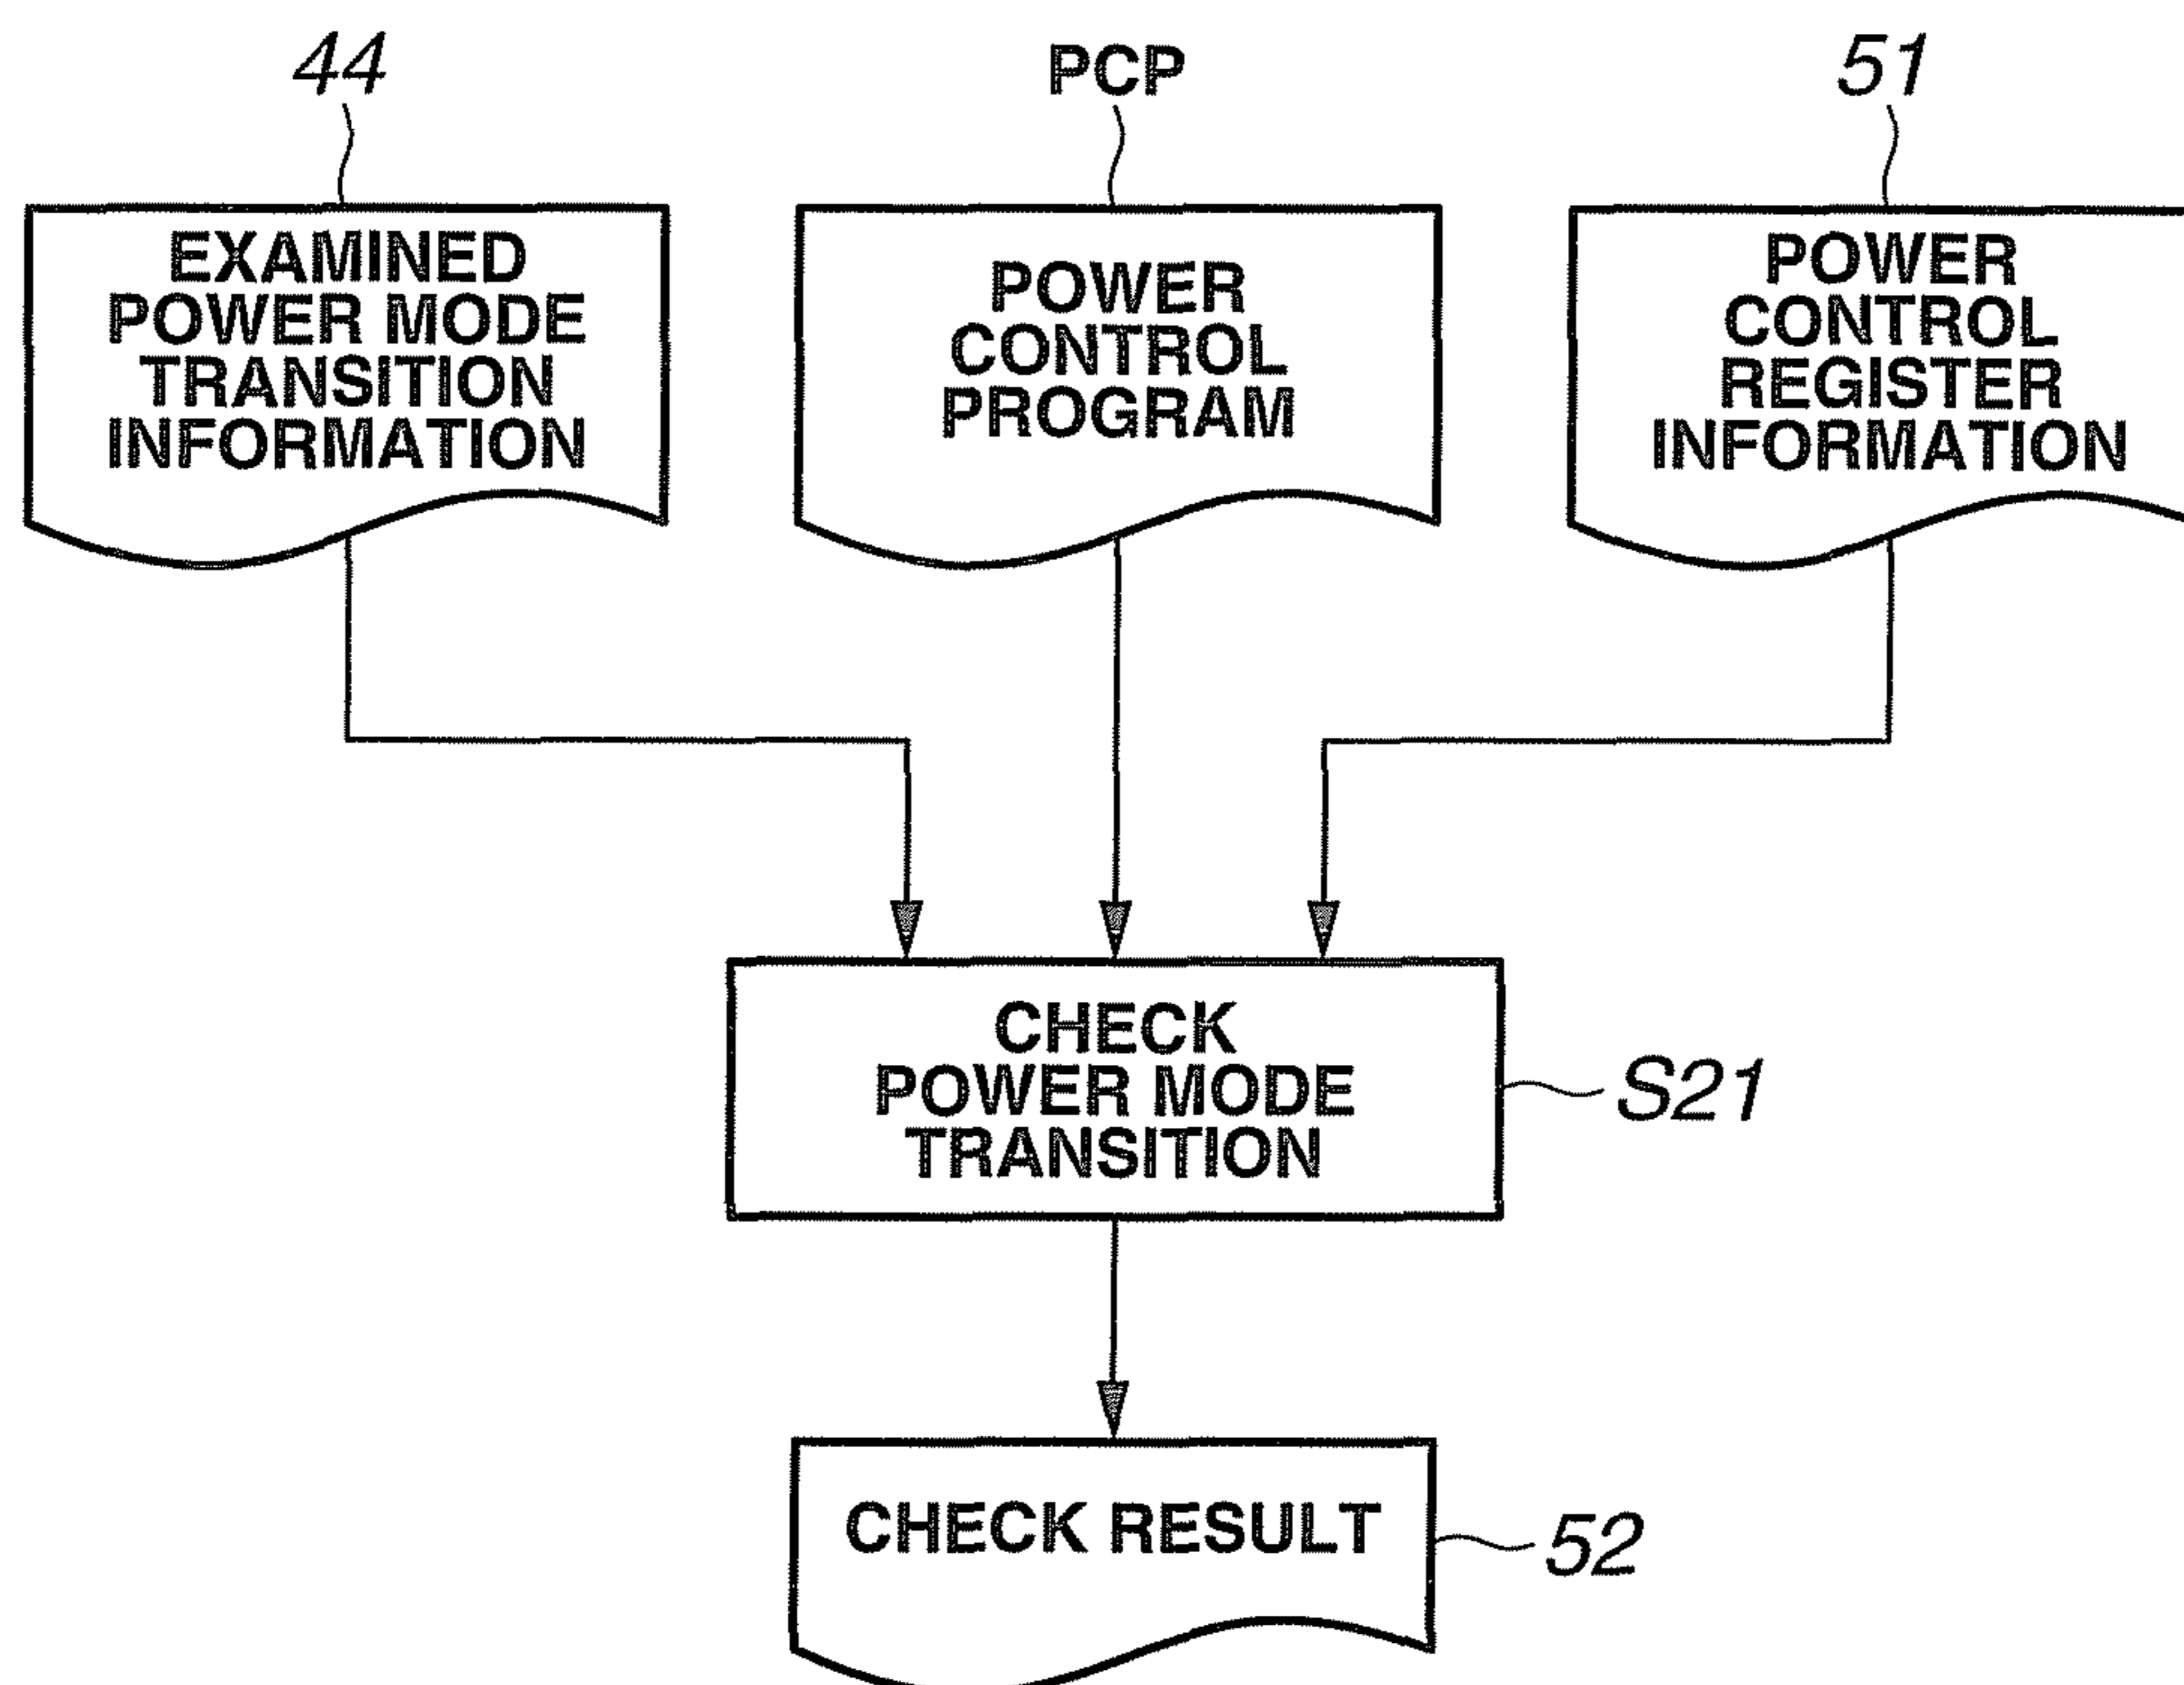 44
PCP
51
EXAMINED
POWER MODE
TRANSITION
INFORMATION
POWER
CONTROL
PROGRAM
POWER
CONTROL
REGISTER
INFORMATION
CHECK
POWER MODE
TRANSITION
S21
CHECK RESULT
52